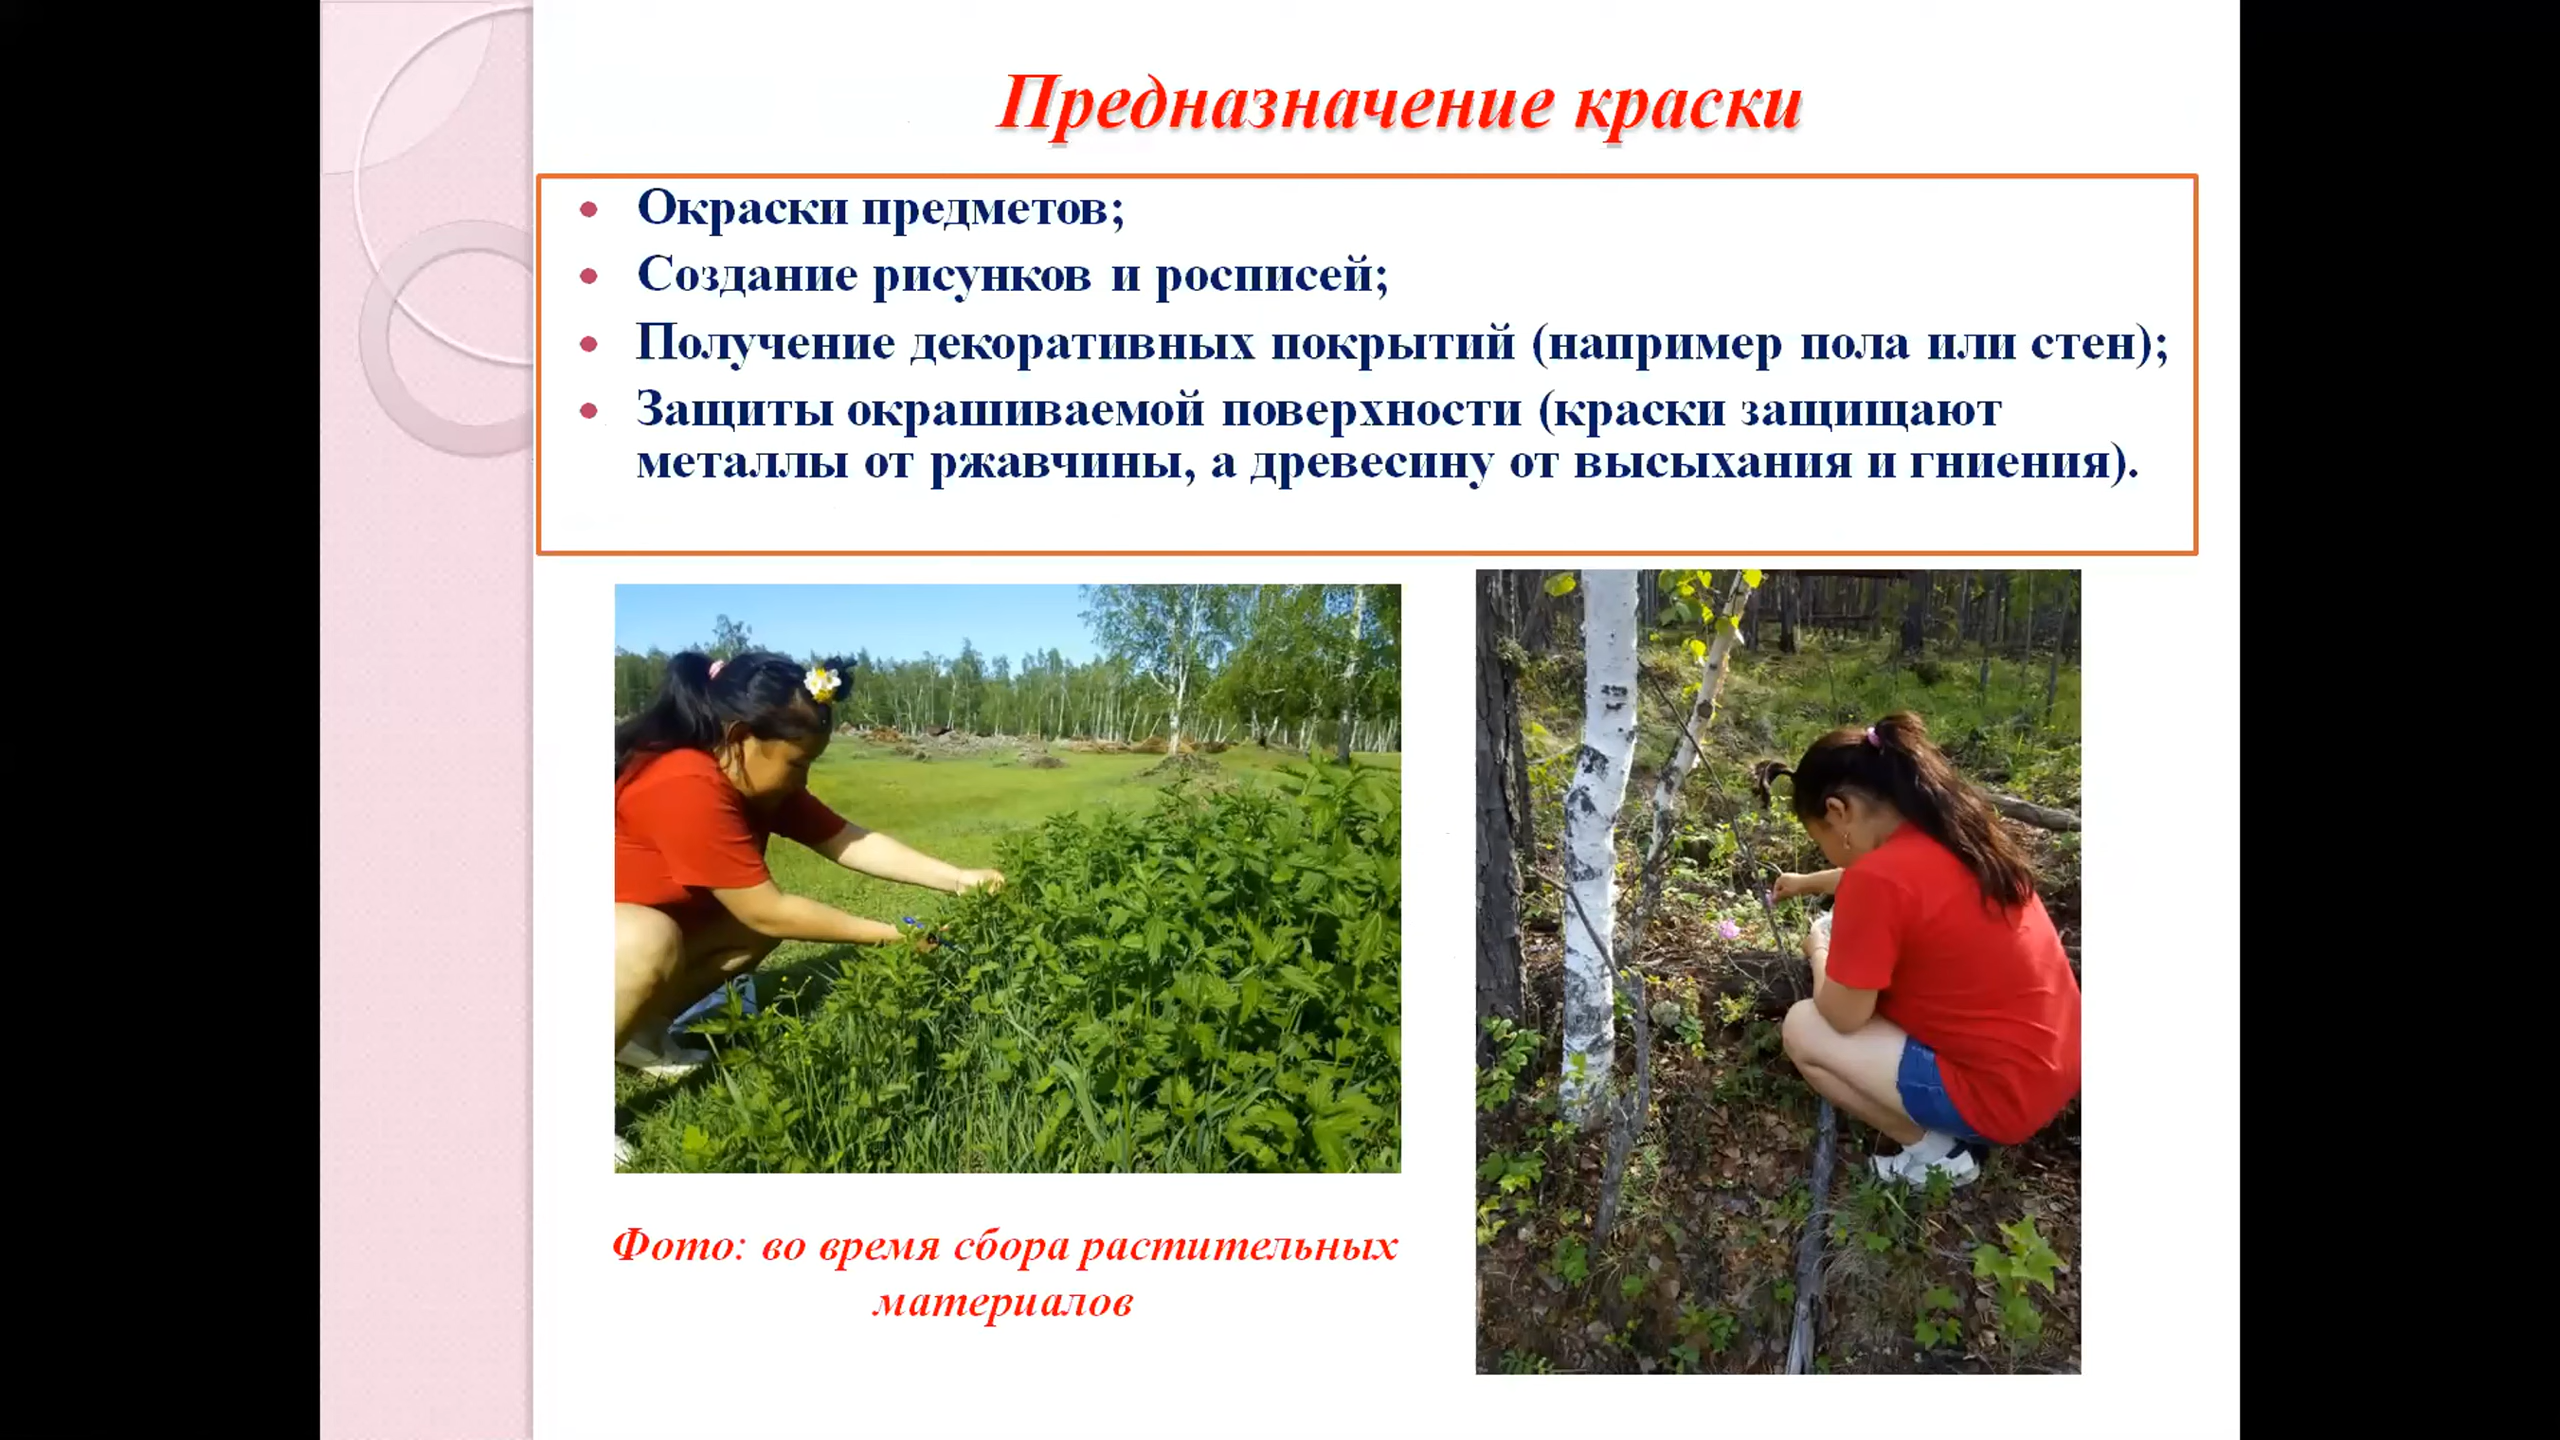 Предназначение краски
Окраски предметов;
Создание рисунков и росписей;
Получение декоративных покрытий (например пола или стен);
Защиты окрашиваемой поверхности (краски защищают
металлы от ржавчины, а древесину от высыхания и гниения).
Фото: во время сбора растительных
материалов